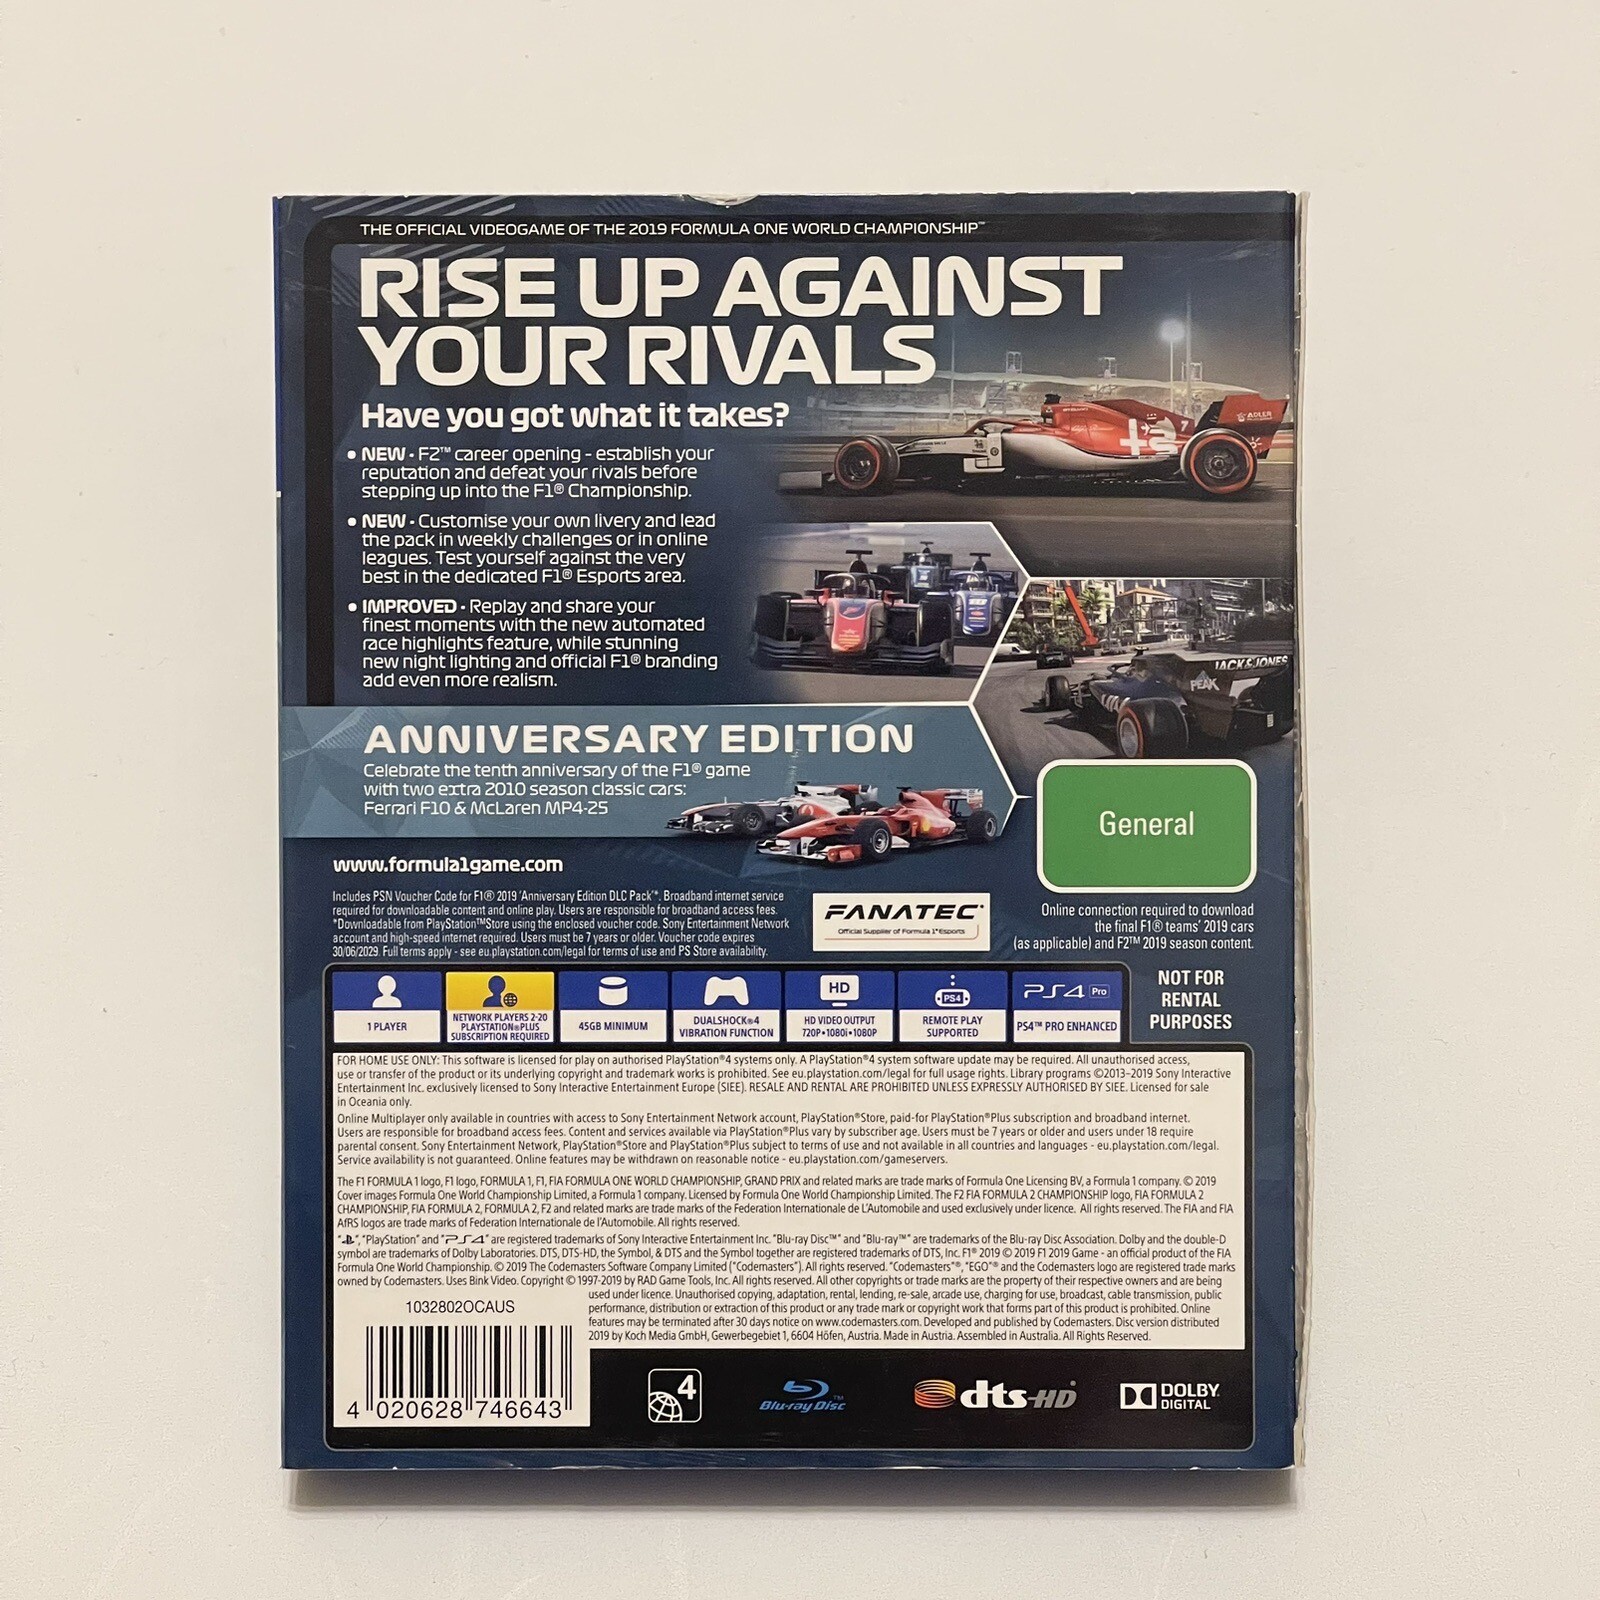 THE OFFICIAL VIDEOGAME OF THE 2019 FORMULA ONE WORLD CHAMPIONSHIP™
RISE UP AGAINST
YOUR RIVALS
Have you got what it takes?
• NEW - F2™ career opening - establish your
reputation and defeat your rivals before
stepping up into the F1® Championship.
• NEW - Customise your own livery and lead
the pack in weekly challenges or in online
leagues. Test yourself against the very
best in the dedicated F1® Esports area.
• IMPROVED - Replay and share your
finest moments with the new automated
race highlights feature, while stunning
new night lighting and official F1® branding
add even more realism.
ADLER
7
JACK & JONES
PEAK
ANNIVERSARY EDITION
Celebrate the tenth anniversary of the F1® game
with two extra 2010 season classic cars:
Ferrari F10 & McLaren MP4-25
General
www.formula1game.com
Includes PSN Voucher Code for F1® 2019 'Anniversary Edition DLC Pack'*. Broadband internet service
required for downloadable content and online play. Users are responsible for broadband access fees.
*Downloadable from PlayStation™Store using the enclosed voucher code. Sony Entertainment Network
account and high-speed internet required. Users must be 7 years or older. Voucher code expires
30/06/2029. Full terms apply - see eu.playstation.com/legal for terms of use and PS Store availability.
FANATEC®
Official Supplier of Formula 1® Esports
Online connection required to download
the final F1® teams' 2019 cars
(as applicable) and F2™ 2019 season content.
1 PLAYER
NETWORK PLAYERS 2-20
PLAYSTATION®PLUS
SUBSCRIPTION REQUIRED
45GB MINIMUM
DUALSHOCK®4
VIBRATION FUNCTION
HD
HD VIDEO OUTPUT
720P•1080i•1080P
PS4
REMOTE PLAY
SUPPORTED
PS4 Pro
PS4™ PRO ENHANCED
NOT FOR
RENTAL
PURPOSES
FOR HOME USE ONLY: This software is licensed for play on authorised PlayStation®4 systems only. A PlayStation®4 system software update may be required. All unauthorised access,
use or transfer of the product or its underlying copyright and trademark works is prohibited. See eu.playstation.com/legal for full usage rights. Library programs ©2013-2019 Sony Interactive
Entertainment Inc. exclusively licensed to Sony Interactive Entertainment Europe (SIEE). RESALE AND RENTAL ARE PROHIBITED UNLESS EXPRESSLY AUTHORISED BY SIEE. Licensed for sale
in Oceania only.
Online Multiplayer only available in countries with access to Sony Entertainment Network account, PlayStation®Store, paid-for PlayStation®Plus subscription and broadband internet.
Users are responsible for broadband access fees. Content and services available via PlayStation®Plus vary by subscriber age. Users must be 7 years or older and users under 18 require
parental consent. Sony Entertainment Network, PlayStation®Store and PlayStation®Plus subject to terms of use and not available in all countries and languages - eu.playstation.com/legal.
Service availability is not guaranteed. Online features may be withdrawn on reasonable notice - eu.playstation.com/gameservers.
The F1 FORMULA 1 logo, F1 logo, FORMULA 1, F1, FIA FORMULA ONE WORLD CHAMPIONSHIP, GRAND PRIX and related marks are trade marks of Formula One Licensing BV, a Formula 1 company. © 2019
Cover images Formula One World Championship Limited, a Formula 1 company. Licensed by Formula One World Championship Limited. The F2 FIA FORMULA 2 CHAMPIONSHIP logo, FIA FORMULA 2
CHAMPIONSHIP, FIA FORMULA 2, FORMULA 2, F2 and related marks are trade marks of the Federation Internationale de L'Automobile and used exclusively under licence. All rights reserved. The FIA and FIA
AfRS logos are trade marks of Federation Internationale de l'Automobile. All rights reserved.
"PS", "PlayStation" and "PS4" are registered trademarks of Sony Interactive Entertainment Inc. "Blu-ray Disc™" and "Blu-ray™" are trademarks of the Blu-ray Disc Association. Dolby and the double-D
symbol are trademarks of Dolby Laboratories. DTS, DTS-HD, the Symbol, & DTS and the Symbol together are registered trademarks of DTS, Inc. F1® 2019 © 2019 F1 2019 Game - an official product of the FIA
Formula One World Championship. © 2019 The Codemasters Software Company Limited ("Codemasters"). All rights reserved. "Codemasters"®, "EGO"® and the Codemasters logo are registered trade marks
owned by Codemasters. Uses Bink Video. Copyright © 1997-2019 by RAD Game Tools, Inc. All rights reserved. All other copyrights or trade marks are the property of their respective owners and are being
used under licence. Unauthorised copying, adaptation, rental, lending, re-sale, arcade use, charging for use, broadcast, cable transmission, public
performance, distribution or extraction of this product or any trade mark or copyright work that forms part of this product is prohibited. Online
features may be terminated after 30 days notice on www.codemasters.com. Developed and published by Codemasters. Disc version distributed
2019 by Koch Media GmbH, Gewerbegebiet 1, 6604 Höfen, Austria. Made in Austria. Assembled in Australia. All Rights Reserved.
1032802OCAUS
4 020628 746643
4
Blu-ray Disc™
dts-HD
DOLBY
DIGITAL